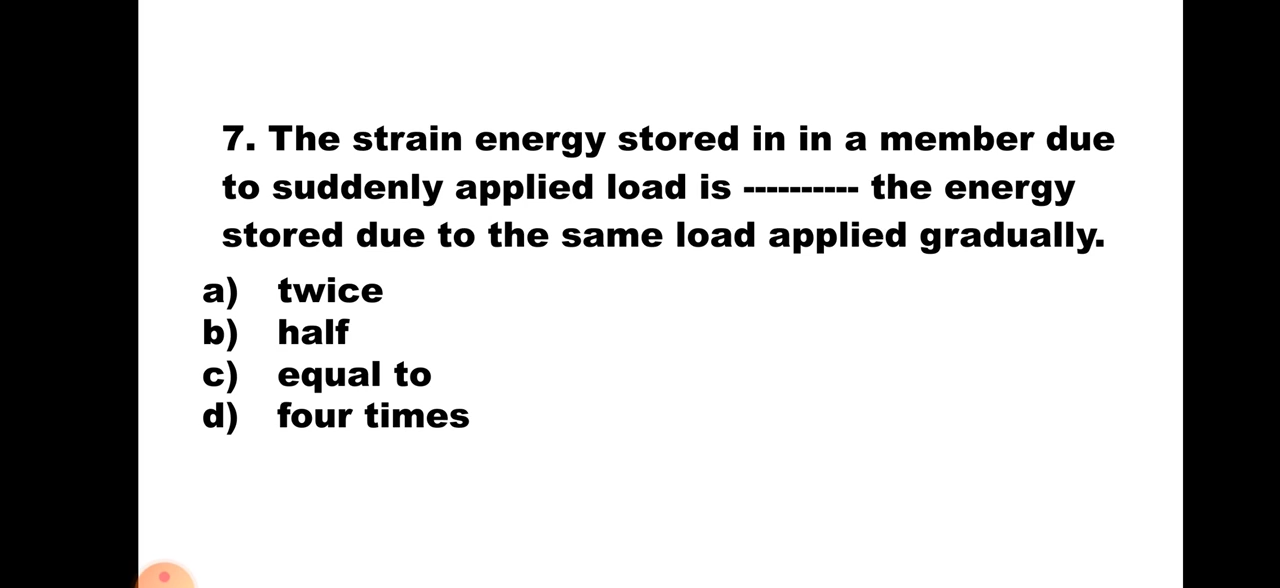 7. The strain energy stored in in a member due
to suddenly applied load is ---------- the energy
stored due to the same load applied gradually.
a) twice
b) half
c) equal to
d) four times